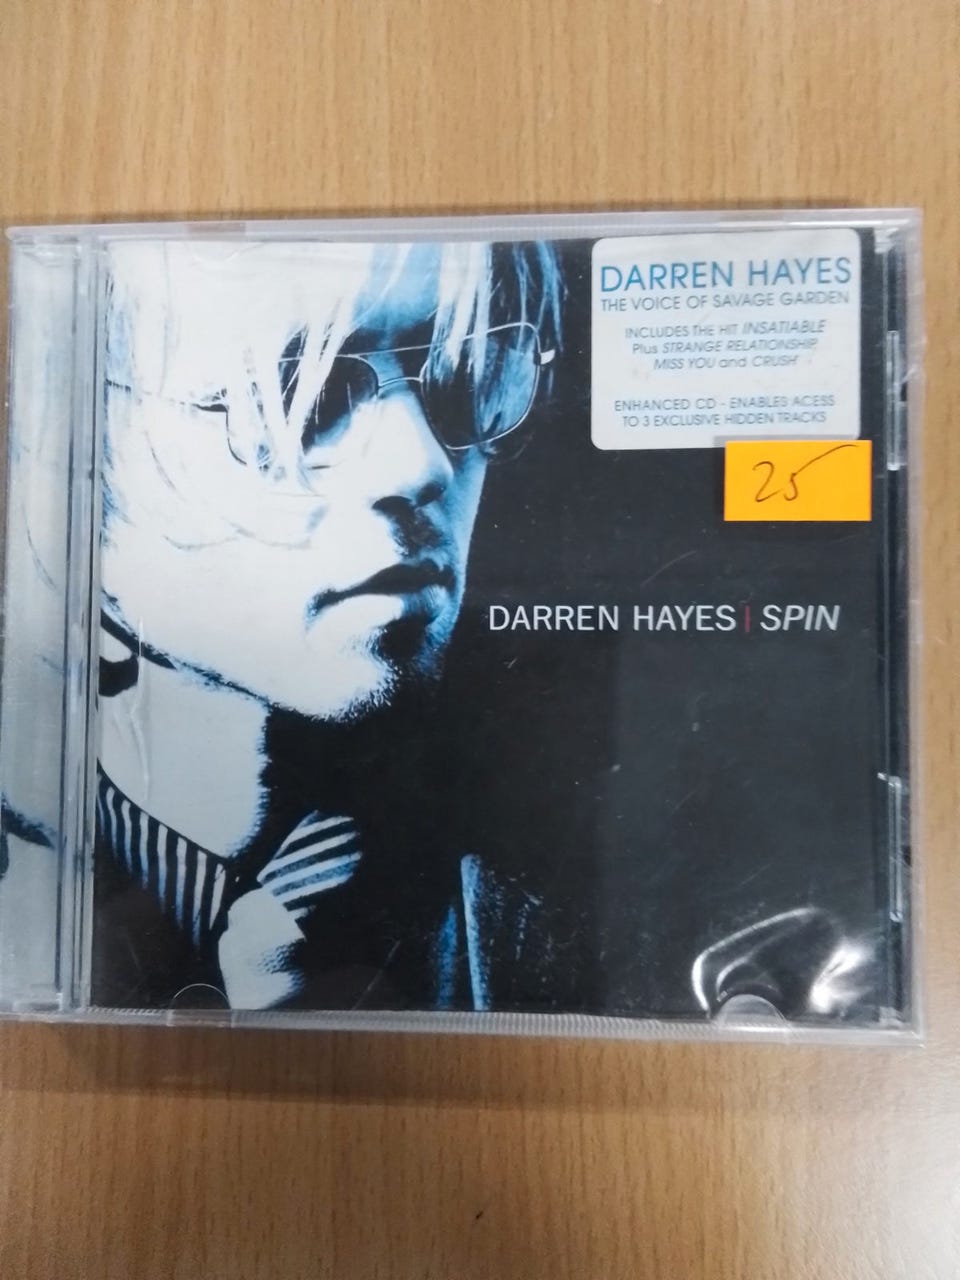 DARREN HAYES
THE VOICE OF SAVAGE GARDEN
INCLUDES THE HIT INSATIABLE
Plus STRANGE RELATIONSHIP,
MISS YOU and CRUSH
ENHANCED CD - ENABLES ACESS
TO 3 EXCLUSIVE HIDDEN TRACKS
25
DARREN HAYES | SPIN